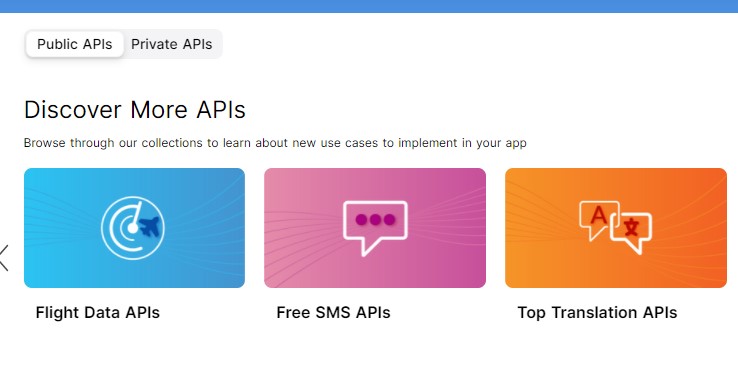 Public APIs Private APIs
Discover More APIs
Browse through our collections to learn about new use cases to implement in your app
A 文
Flight Data APIs Free SMS APIs Top Translation APIs